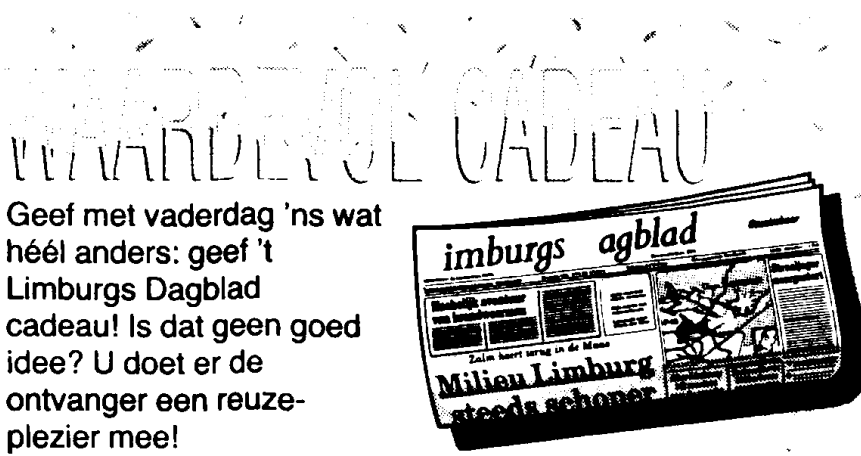 WAARDEVOL CADEAU
Geef met vaderdag 'ns wat
héél anders: geef 't
Limburgs Dagblad
cadeau! Is dat geen goed
idee? U doet er de
ontvanger een reuze-
plezier mee!
imburgs agblad
Zalm keert terug in de Maas
Milieu Limburg
steeds schoner